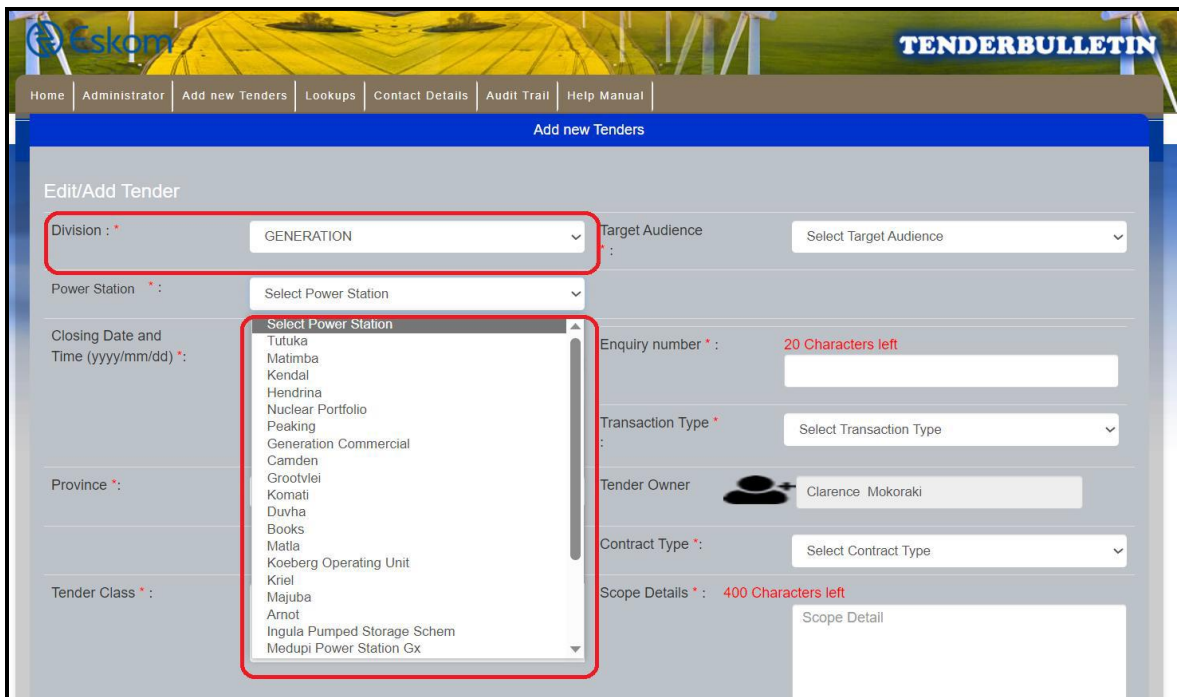 Eskom
TENDERBULLETIN
Home
Administrator
Add new Tenders
Lookups
Contact Details
Audit Trail
Help Manual
Add new Tenders
Edit/Add Tender
Division : *
GENERATION
Target Audience
* :
Select Target Audience
Power Station * :
Select Power Station
Select Power Station
Tutuka
Matimba
Kendal
Hendrina
Nuclear Portfolio
Peaking
Generation Commercial
Camden
Grootvlei
Komati
Duvha
Books
Matla
Koeberg Operating Unit
Kriel
Majuba
Arnot
Ingula Pumped Storage Schem
Medupi Power Station Gx
Closing Date and
Time (yyyy/mm/dd) *:
Enquiry number * :
20 Characters left
Transaction Type *
:
Select Transaction Type
Province *:
Tender Owner
Clarence Mokoraki
Contract Type *:
Select Contract Type
Tender Class * :
Scope Details * :
400 Characters left
Scope Detail